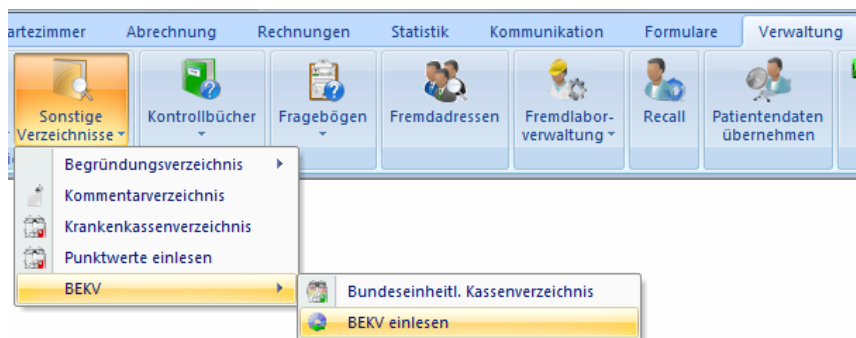 artezimmer Abrechnung Rechnungen Statistik Kommunikation Formulare Verwaltung
Sonstige Verzeichnisse
Kontrollbücher
Fragebögen
Fremdadressen
Fremdlabor-
verwaltung
Recall
Patientendaten
übernehmen
Begründungsverzeichnis
Kommentarverzeichnis
Krankenkassenverzeichnis
Punktwerte einlesen
BEKV
Bundeseinheitl. Kassenverzeichnis
BEKV einlesen